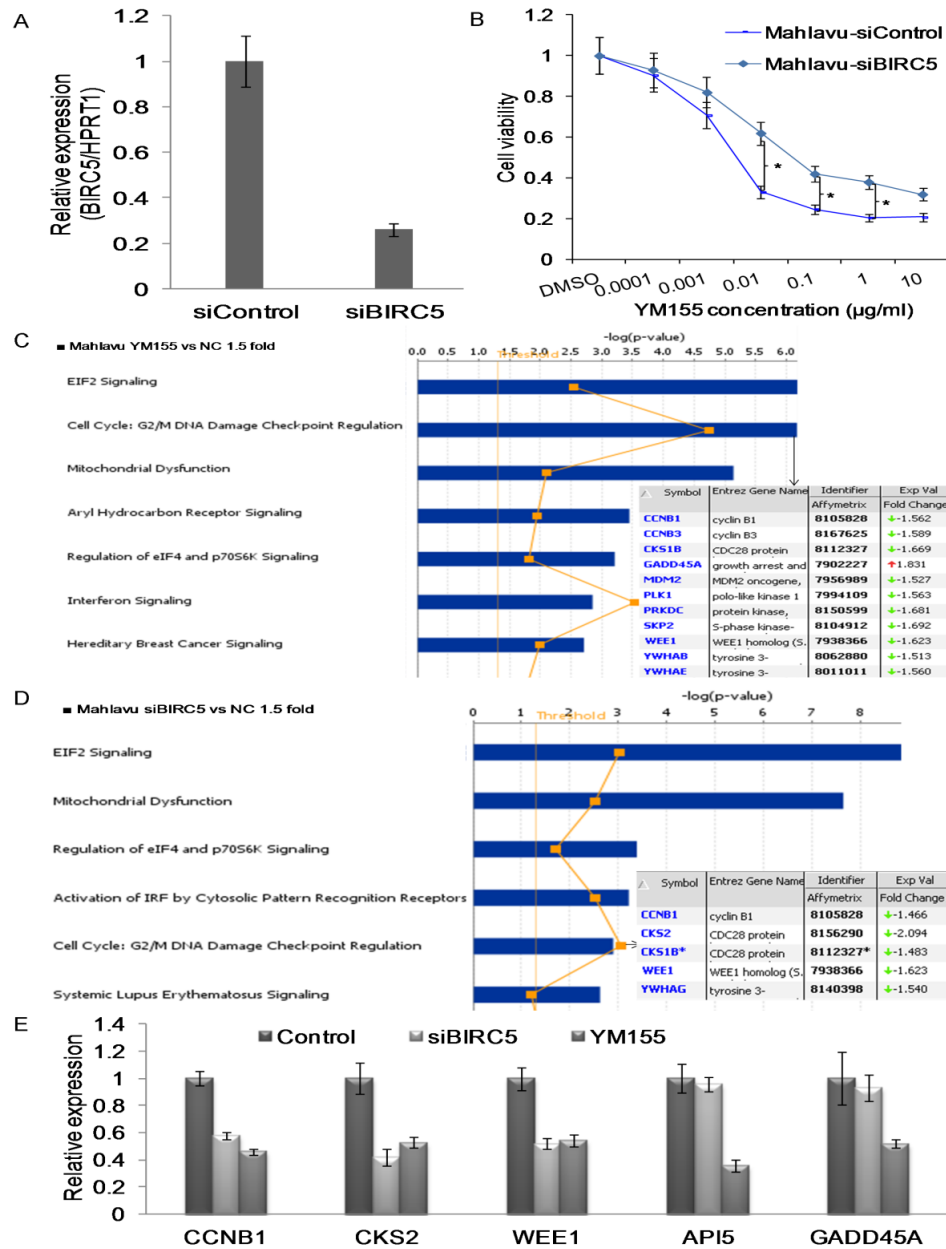 A
Relative expression
(BIRC5/HPRT1)
1.2
1
0.8
0.6
0.4
0.2
0
siControl
siBIRC5
B
Cell viability
1.2
1
0.8
0.6
0.4
0.2
0
Mahlavu-siControl
Mahlavu-siBIRC5
*
*
*
DMSO
0.0001
0.001
0.01
0.1
1
10
YM155 concentration (µg/ml)
C
Mahlavu YM155 vs NC 1.5 fold
-log(p-value)
0.0 0.5 1.0 1.5 2.0 2.5 3.0 3.5 4.0 4.5 5.0 5.5 6.0
Threshold
EIF2 Signaling
Cell Cycle: G2/M DNA Damage Checkpoint Regulation
Mitochondrial Dysfunction
Aryl Hydrocarbon Receptor Signaling
Regulation of eIF4 and p70S6K Signaling
Interferon Signaling
Hereditary Breast Cancer Signaling
Symbol Entrez Gene Name Identifier Exp Val
Affymetrix Fold Change
CCNB1 cyclin B1 8105828 -1.562
CCNB3 cyclin B3 8167625 -1.589
CKS1B CDC28 protein 8112327 -1.669
GADD45A growth arrest and 7902227 1.831
MDM2 MDM2 oncogene, 7956989 -1.527
PLK1 polo-like kinase 1 7994109 -1.563
PRKDC protein kinase, 8150599 -1.681
SKP2 S-phase kinase- 8104912 -1.692
WEE1 WEE1 homolog (S. 7938366 -1.623
YWHAB tyrosine 3- 8062880 -1.513
YWHAE tyrosine 3- 8011011 -1.560
D
Mahlavu siBIRC5 vs NC 1.5 fold
-log(p-value)
0 1 2 3 4 5 6 7 8
Threshold
EIF2 Signaling
Mitochondrial Dysfunction
Regulation of eIF4 and p70S6K Signaling
Activation of IRF by Cytosolic Pattern Recognition Receptors
Cell Cycle: G2/M DNA Damage Checkpoint Regulation
Systemic Lupus Erythematosus Signaling
Symbol Entrez Gene Name Identifier Exp Val
Affymetrix Fold Change
CCNB1 cyclin B1 8105828 -1.466
CKS2 CDC28 protein 8156290 -2.094
CKS1B* CDC28 protein 8112327* -1.483
WEE1 WEE1 homolog (S. 7938366 -1.623
YWHAG tyrosine 3- 8140398 -1.540
E
Relative expression
1.4
1.2
1
0.8
0.6
0.4
0.2
0
Control
siBIRC5
YM155
CCNB1
CKS2
WEE1
API5
GADD45A